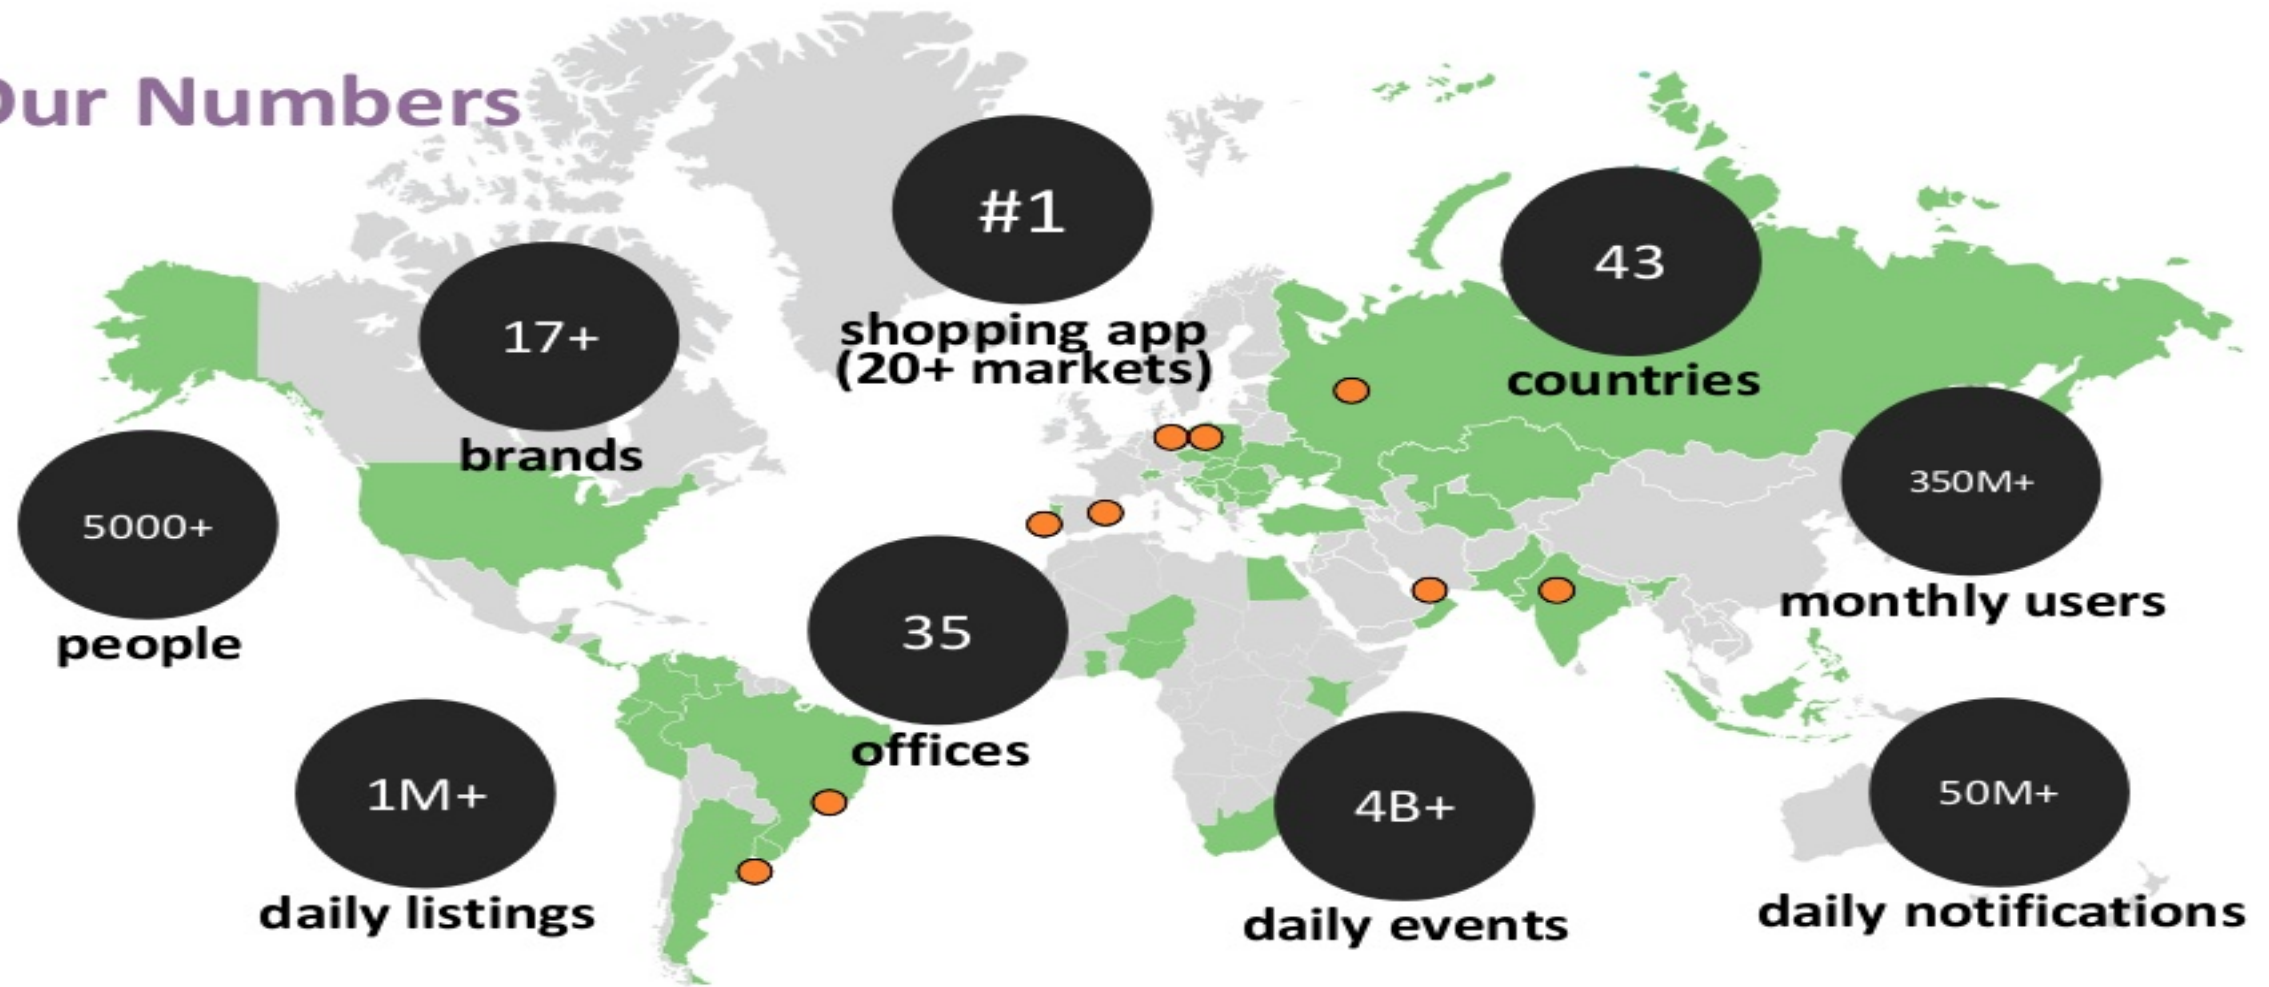 Our Numbers
#1
shopping app
(20+ markets)
43
countries
17+
brands
350M+
monthly users
5000+
people
35
offices
1M+
daily listings
4B+
daily events
50M+
daily notifications